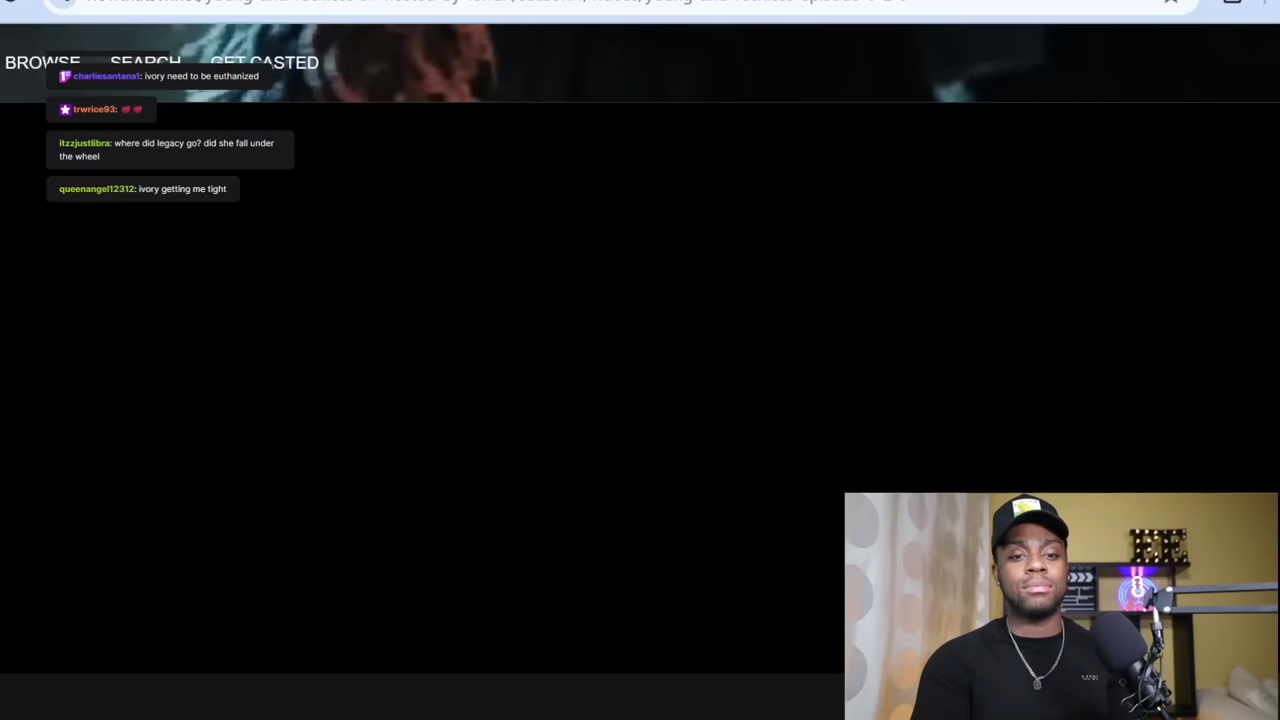 BROWSE SEARCH GET CASTED
charliesantana1: ivory need to be euthanized
trwrice93:
itzzjustlibra: where did legacy go? did she fall under
the wheel
queenangel12312: ivory getting me tight
EE